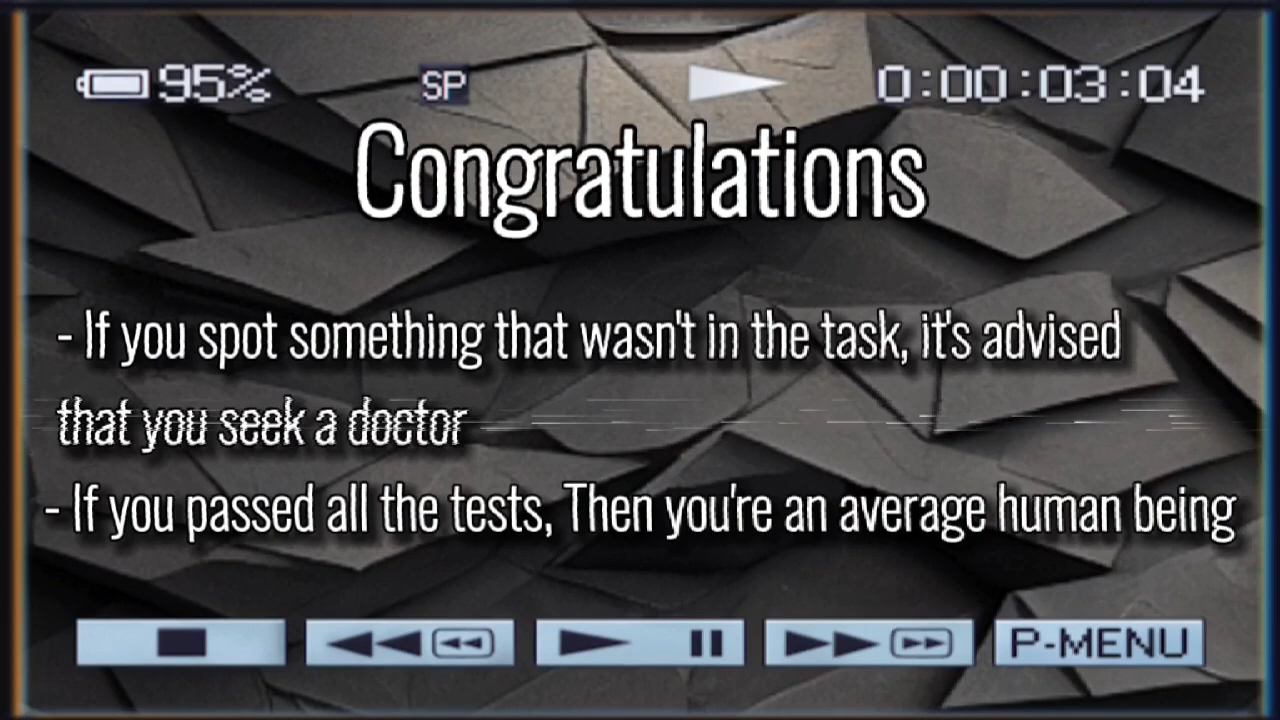 95% SP 0:00:03:04
Congratulations
- If you spot something that wasn't in the task, it's advised
that you seek a doctor
- If you passed all the tests, Then you're an average human being
P-MENU